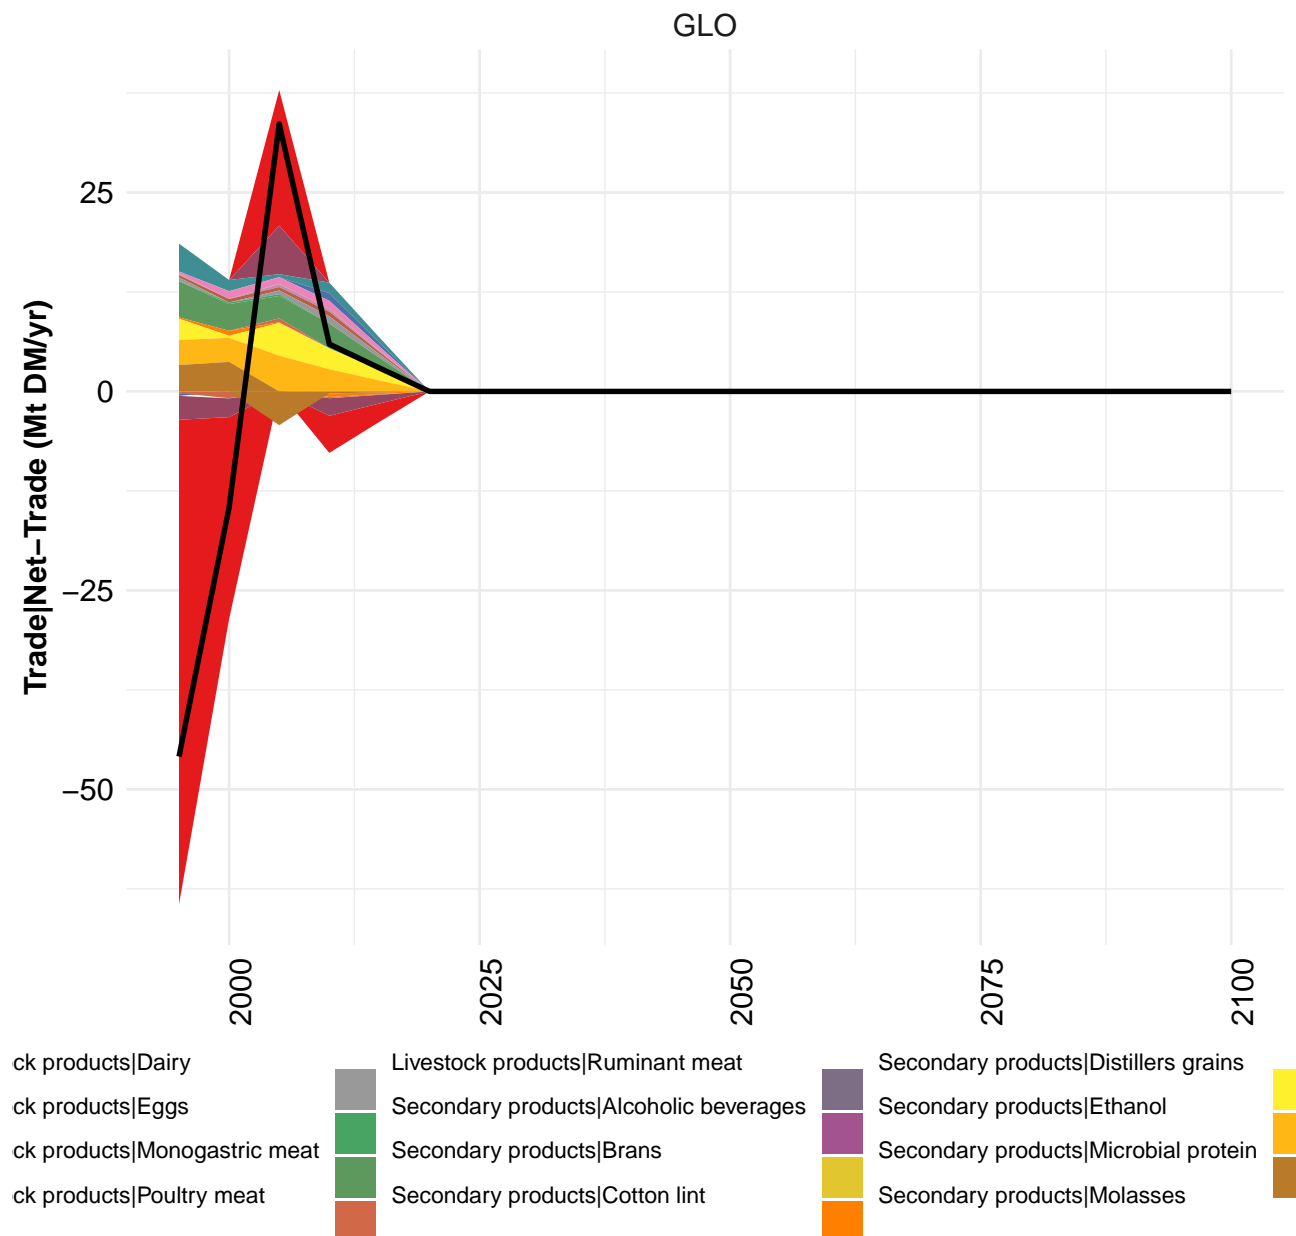 GLO
Trade|Net−Trade (Mt DM/yr)
25
0
−25
−50
2000
2025
2050
2075
2100
ck products|Dairy
Livestock products|Ruminant meat
Secondary products|Distillers grains
ck products|Eggs
Secondary products|Alcoholic beverages
Secondary products|Ethanol
ck products|Monogastric meat
Secondary products|Brans
Secondary products|Microbial protein
ck products|Poultry meat
Secondary products|Cotton lint
Secondary products|Molasses